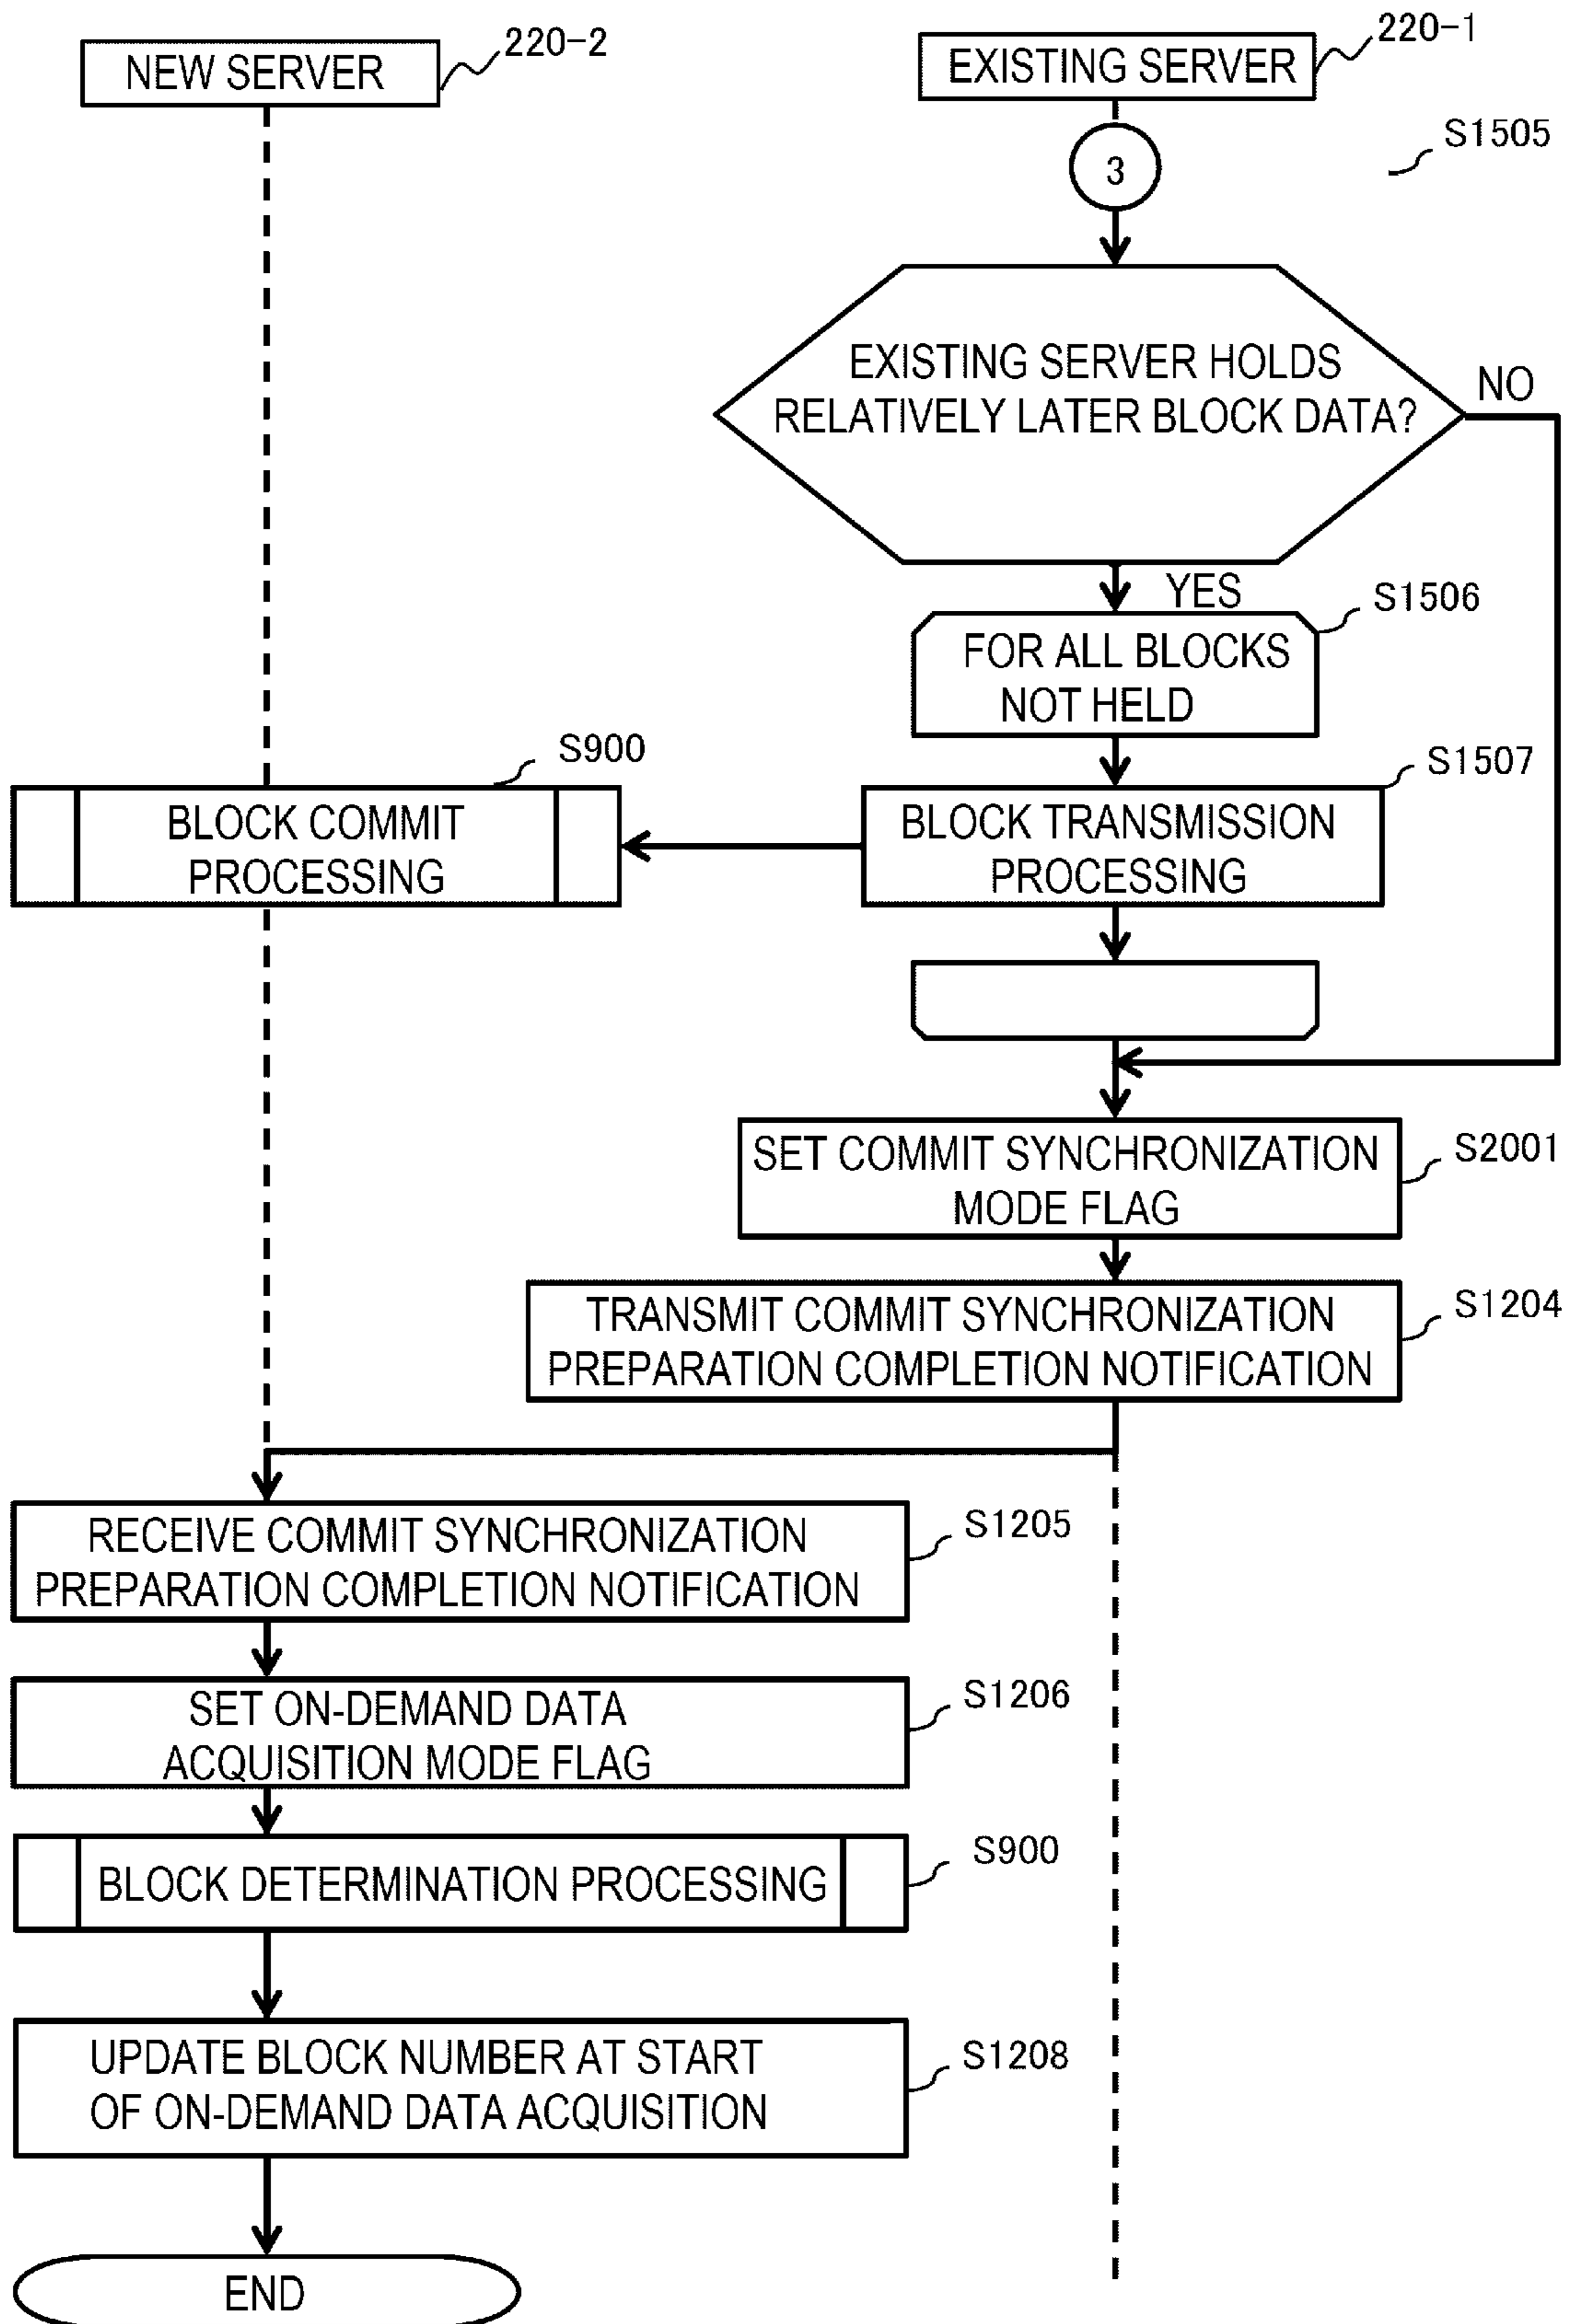 NEW SERVER
220-2
EXISTING SERVER
220-1
3
S1505
EXISTING SERVER HOLDS
RELATIVELY LATER BLOCK DATA?
NO
YES
S1506
FOR ALL BLOCKS
NOT HELD
S900
BLOCK COMMIT
PROCESSING
S1507
BLOCK TRANSMISSION
PROCESSING
SET COMMIT SYNCHRONIZATION
MODE FLAG
S2001
TRANSMIT COMMIT SYNCHRONIZATION
PREPARATION COMPLETION NOTIFICATION
S1204
RECEIVE COMMIT SYNCHRONIZATION
PREPARATION COMPLETION NOTIFICATION
S1205
SET ON-DEMAND DATA
ACQUISITION MODE FLAG
S1206
BLOCK DETERMINATION PROCESSING
S900
UPDATE BLOCK NUMBER AT START
OF ON-DEMAND DATA ACQUISITION
S1208
END